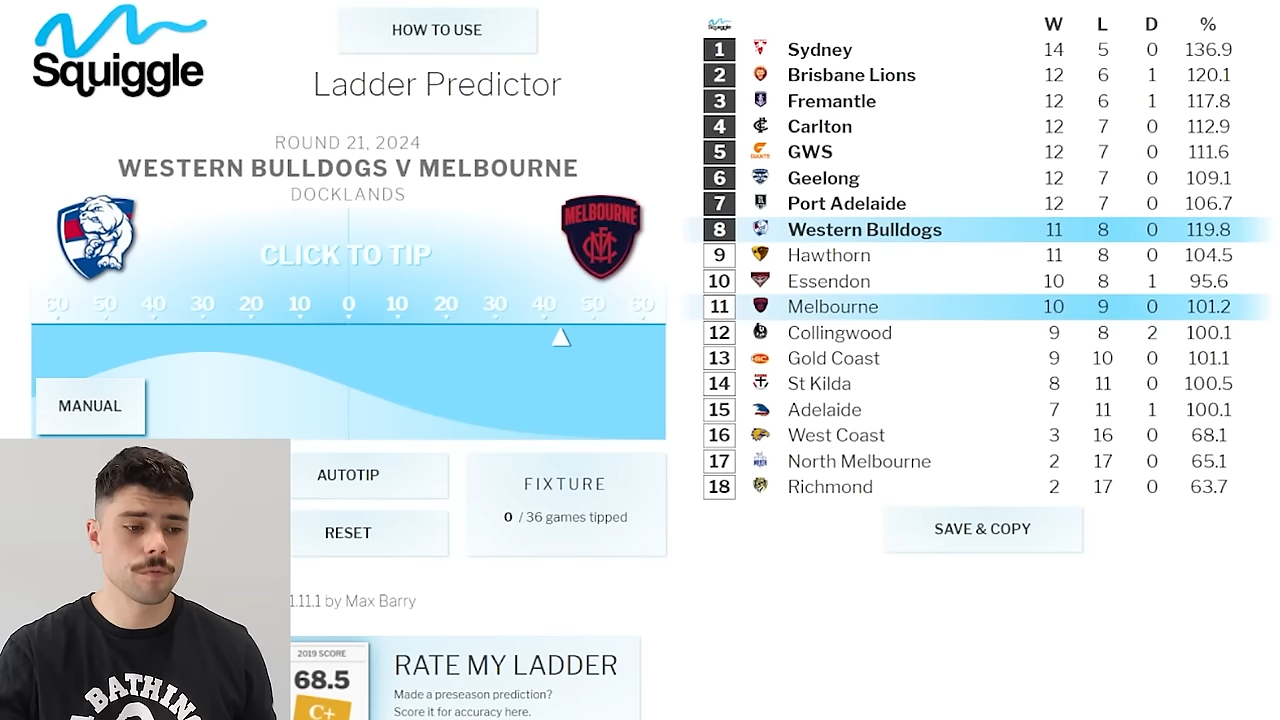 Squiggle
HOW TO USE
Ladder Predictor
ROUND 21, 2024
WESTERN BULLDOGS V MELBOURNE
DOCKLANDS
MELBOURNE
CLICK TO TIP
60 50 40 30 20 10 0 10 20 30 40 50 60
MANUAL
AUTOTIP
RESET
FIXTURE
0 / 36 games tipped
1.11.1 by Max Barry
2019 SCORE
68.5
C+
RATE MY LADDER
Made a preseason prediction?
Score it for accuracy here.
BATHING
W L D %
1 Sydney 14 5 0 136.9
2 Brisbane Lions 12 6 1 120.1
3 Fremantle 12 6 1 117.8
4 Carlton 12 7 0 112.9
5 GWS 12 7 0 111.6
6 Geelong 12 7 0 109.1
7 Port Adelaide 12 7 0 106.7
8 Western Bulldogs 11 8 0 119.8
9 Hawthorn 11 8 0 104.5
10 Essendon 10 8 1 95.6
11 Melbourne 10 9 0 101.2
12 Collingwood 9 8 2 100.1
13 Gold Coast 9 10 0 101.1
14 St Kilda 8 11 0 100.5
15 Adelaide 7 11 1 100.1
16 West Coast 3 16 0 68.1
17 North Melbourne 2 17 0 65.1
18 Richmond 2 17 0 63.7
SAVE & COPY